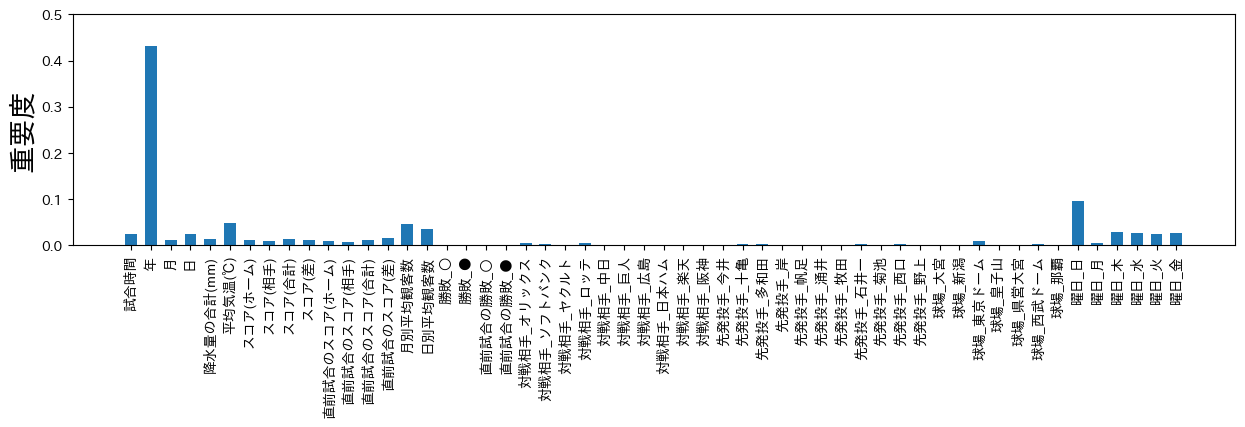 重要度
0.5
0.4
0.3
0.2
0.1
0.0
試合時間
年
月
日
降水量の合計(mm)
平均気温(℃)
スコア(ホーム)
スコア(相手)
スコア(合計)
スコア(差)
直前試合のスコア(ホーム)
直前試合のスコア(相手)
直前試合のスコア(合計)
直前試合のスコア(差)
月別平均観客数
日別平均観客数
勝敗_○
勝敗_●
直前試合の勝敗_○
直前試合の勝敗_●
対戦相手_オリックス
対戦相手_ソフトバンク
対戦相手_ヤクルト
対戦相手_ロッテ
対戦相手_中日
対戦相手_巨人
対戦相手_広島
対戦相手_日本ハム
対戦相手_楽天
対戦相手_阪神
先発投手_今井
先発投手_十亀
先発投手_多和田
先発投手_岸
先発投手_帆足
先発投手_涌井
先発投手_牧田
先発投手_石井一
先発投手_菊池
先発投手_西口
先発投手_野上
球場_大宮
球場_新潟
球場_東京ドーム
球場_皇子山
球場_県営大宮
球場_西武ドーム
球場_那覇
曜日_日
曜日_月
曜日_木
曜日_水
曜日_火
曜日_金